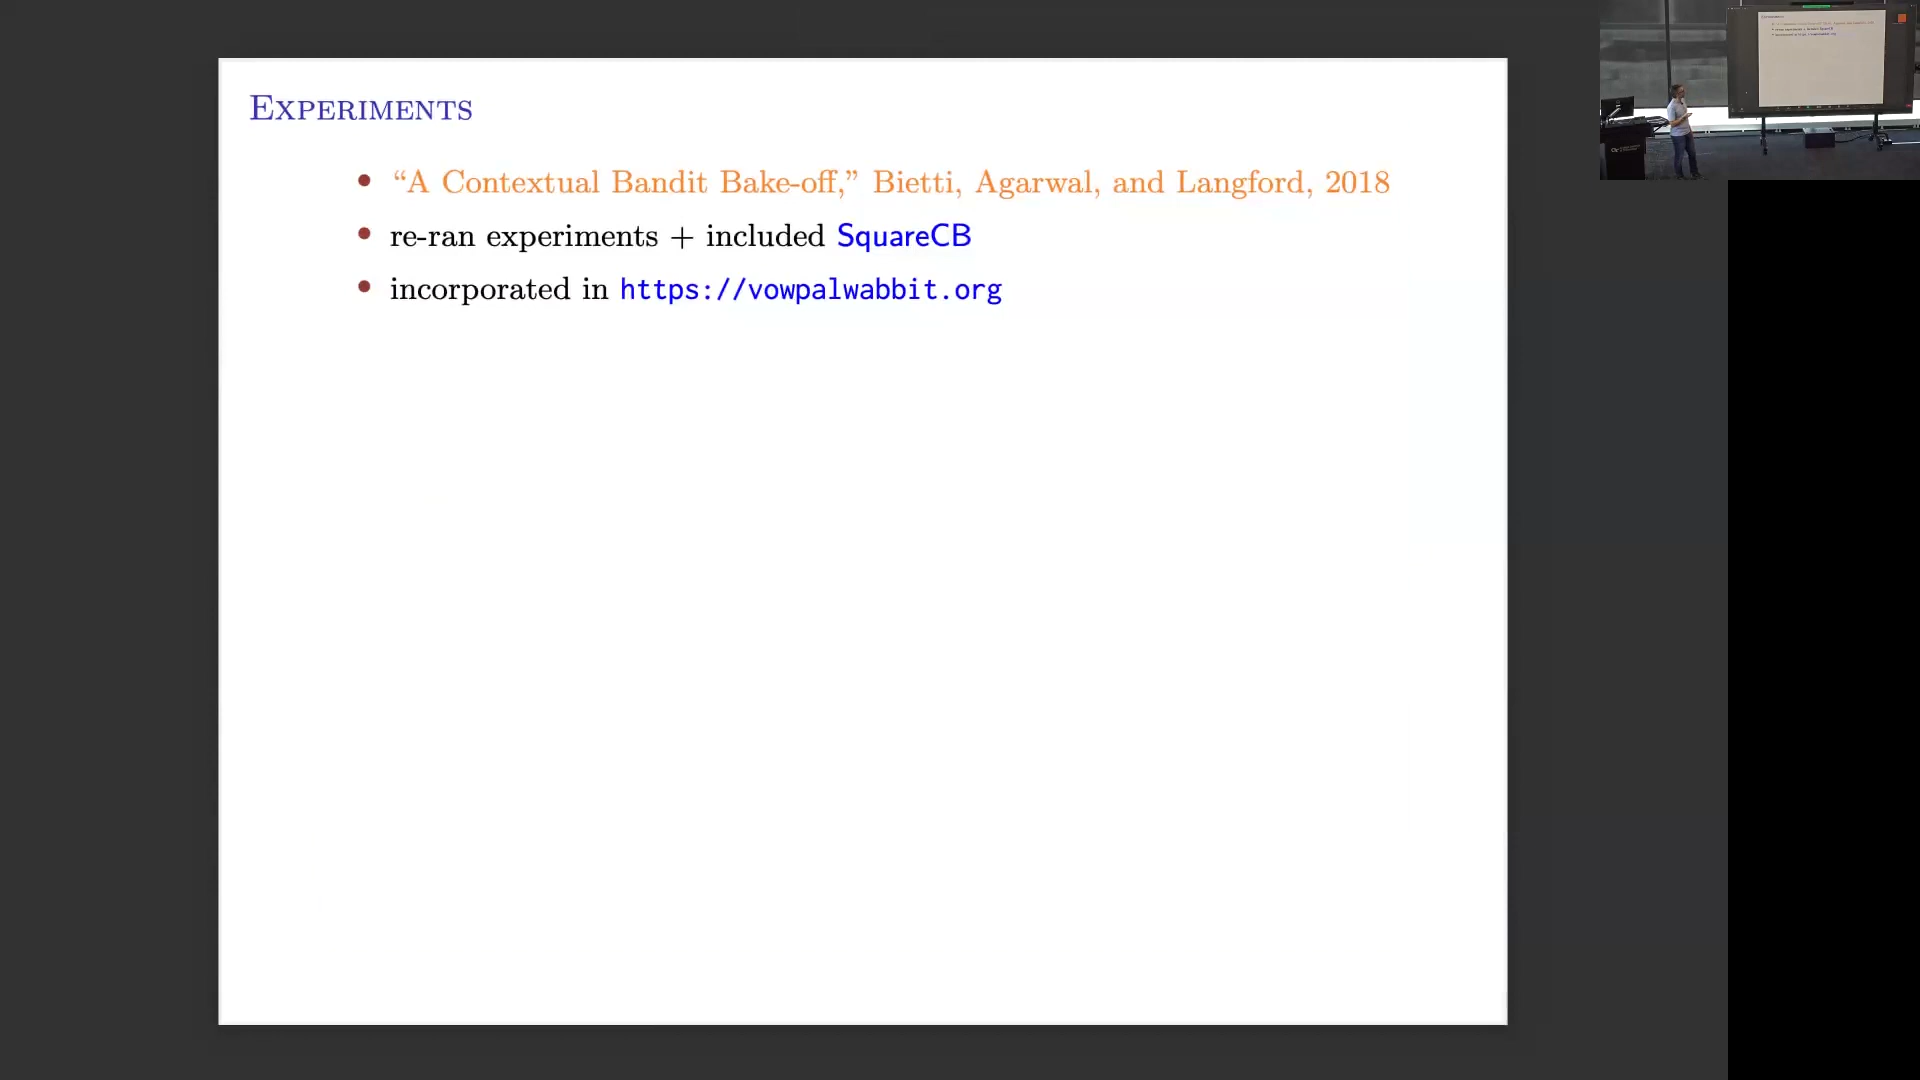 Experiments
• “A Contextual Bandit Bake-off,” Bietti, Agarwal, and Langford, 2018
• re-ran experiments + included SquareCB
• incorporated in https://vowpalwabbit.org